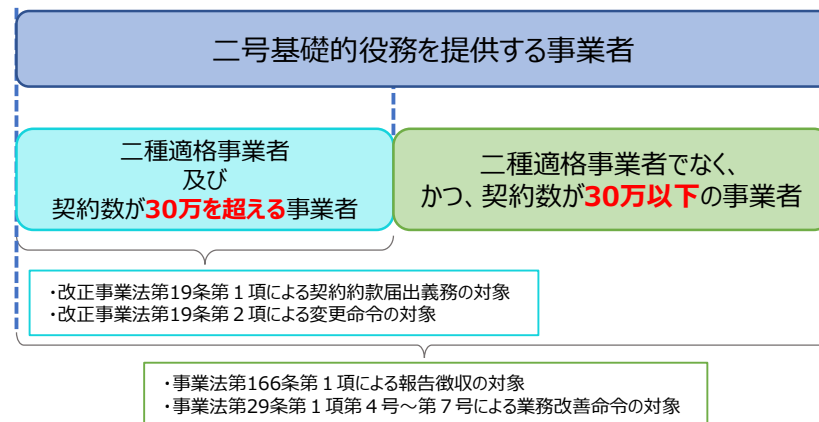 二号基礎的役務を提供する事業者
二種適格事業者
及び
契約数が30万を超える事業者
二種適格事業者でなく、
かつ、契約数が30万以下の事業者
・改正事業法第19条第１項による契約約款届出義務の対象
・改正事業法第19条第２項による変更命令の対象
・事業法第166条第１項による報告徴収の対象
・事業法第29条第１項第４号～第７号による業務改善命令の対象